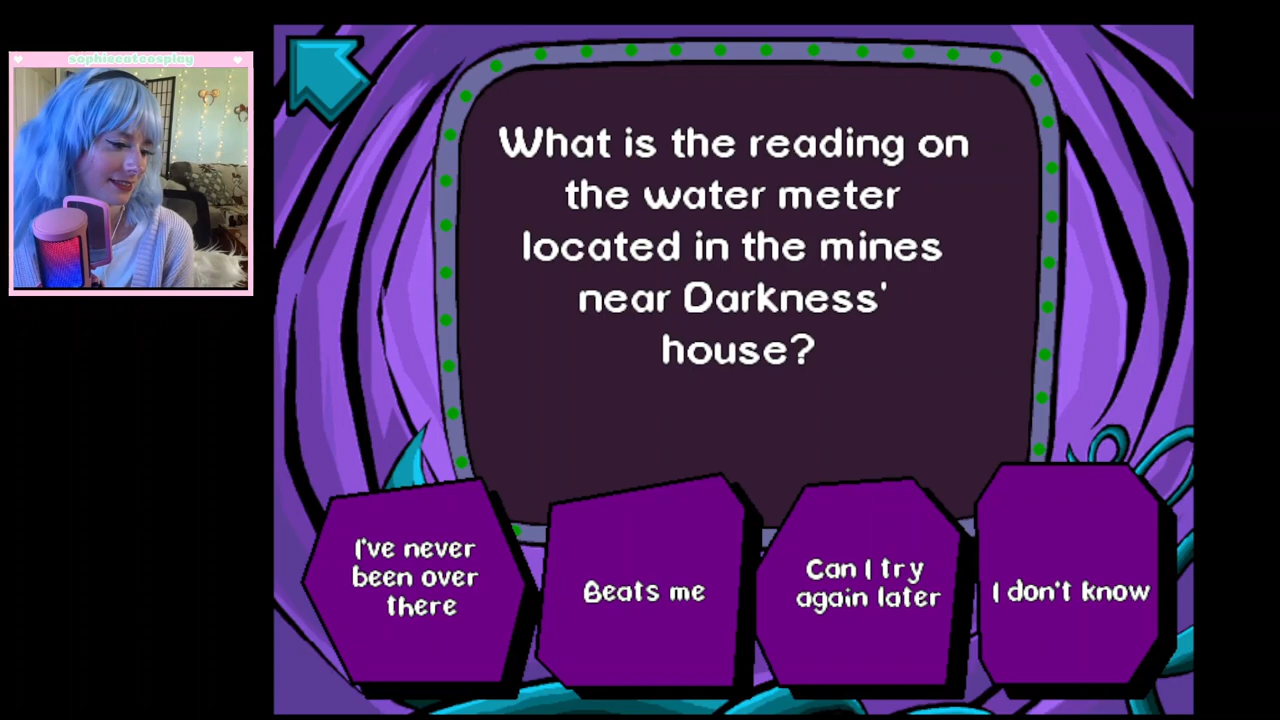 sophiecatcosplay
What is the reading on
the water meter
located in the mines
near Darkness'
house?
I've never
been over
there
Beats me
Can I try
again later
I don't know